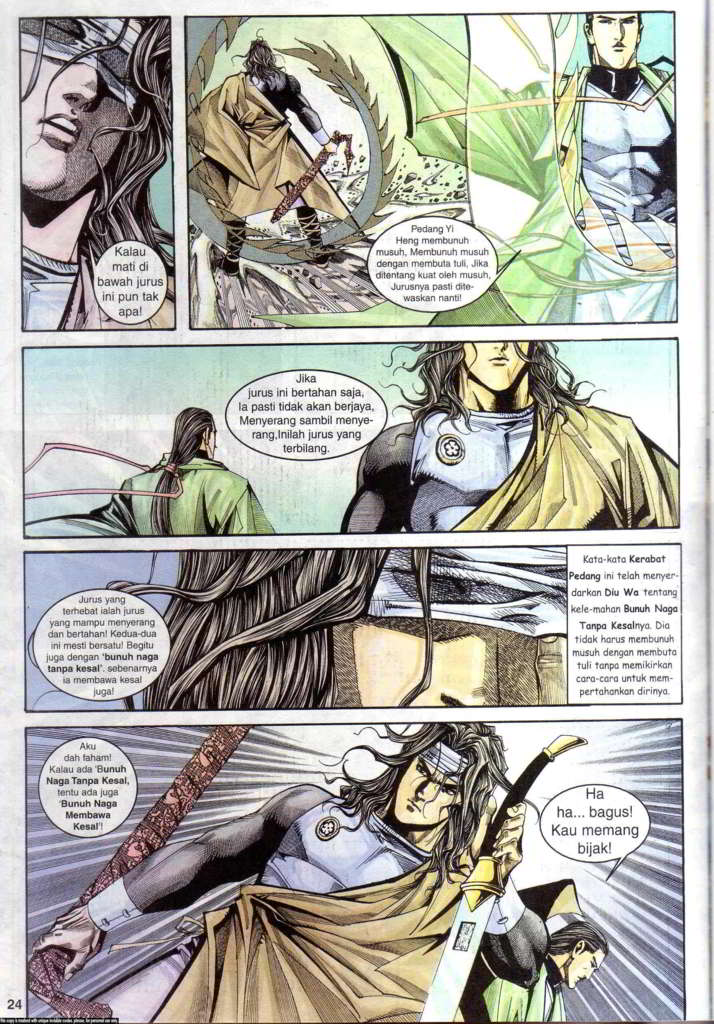 Kalau
mati di
bawah jurus
ini pun tak
apa!
Pedang Yi
Heng membunuh
musuh, Membunuh musuh
dengan membuta tuli, Jika
ditentang kuat oleh musuh,
Jurusnya pasti dite-
waskan nanti!
Jika
jurus ini bertahan saja,
Ia pasti tidak akan berjaya,
Menyerang sambil menye-
rang,Inilah jurus yang
terbilang.
Jurus yang
terhebat ialah jurus
yang mampu menyerang
dan bertahan! Kedua-dua
ini mesti bersatu! Begitu
juga dengan 'bunuh naga
tanpa kesal'. sebenarnya
ia membawa kesal
juga!
Kata-kata Kerabat
Pedang ini telah menyer-
darkan Diu Wa tentang
kele-mahan Bunuh Naga
Tanpa Kesalnya. Dia
tidak harus membunuh
musuh dengan membuta
tuli tanpa memikirkan
cara-cara untuk mem-
pertahankan dirinya.
Aku
dah faham!
Kalau ada 'Bunuh
Naga Tanpa Kesal,
tentu ada juga
'Bunuh Naga
Membawa
Kesal'!
Ha
ha... bagus!
Kau memang
bijak!
24